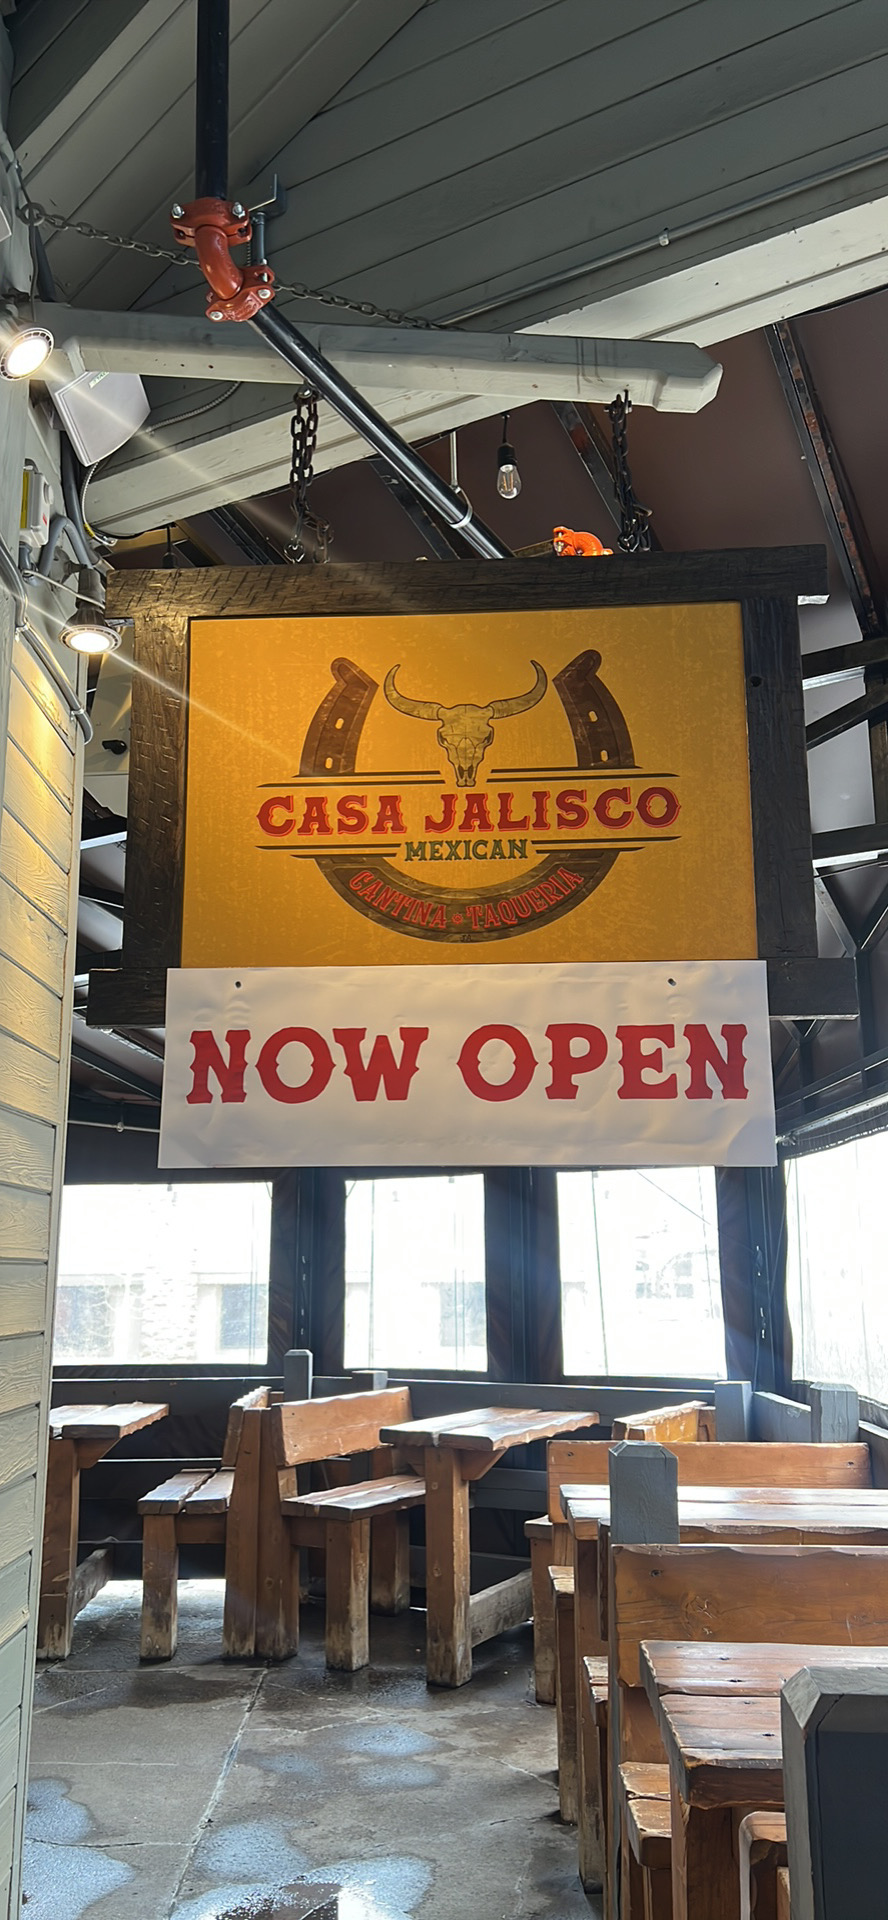 CASA JALISCO
MEXICAN
CANTINA • TAQUERIA
NOW OPEN